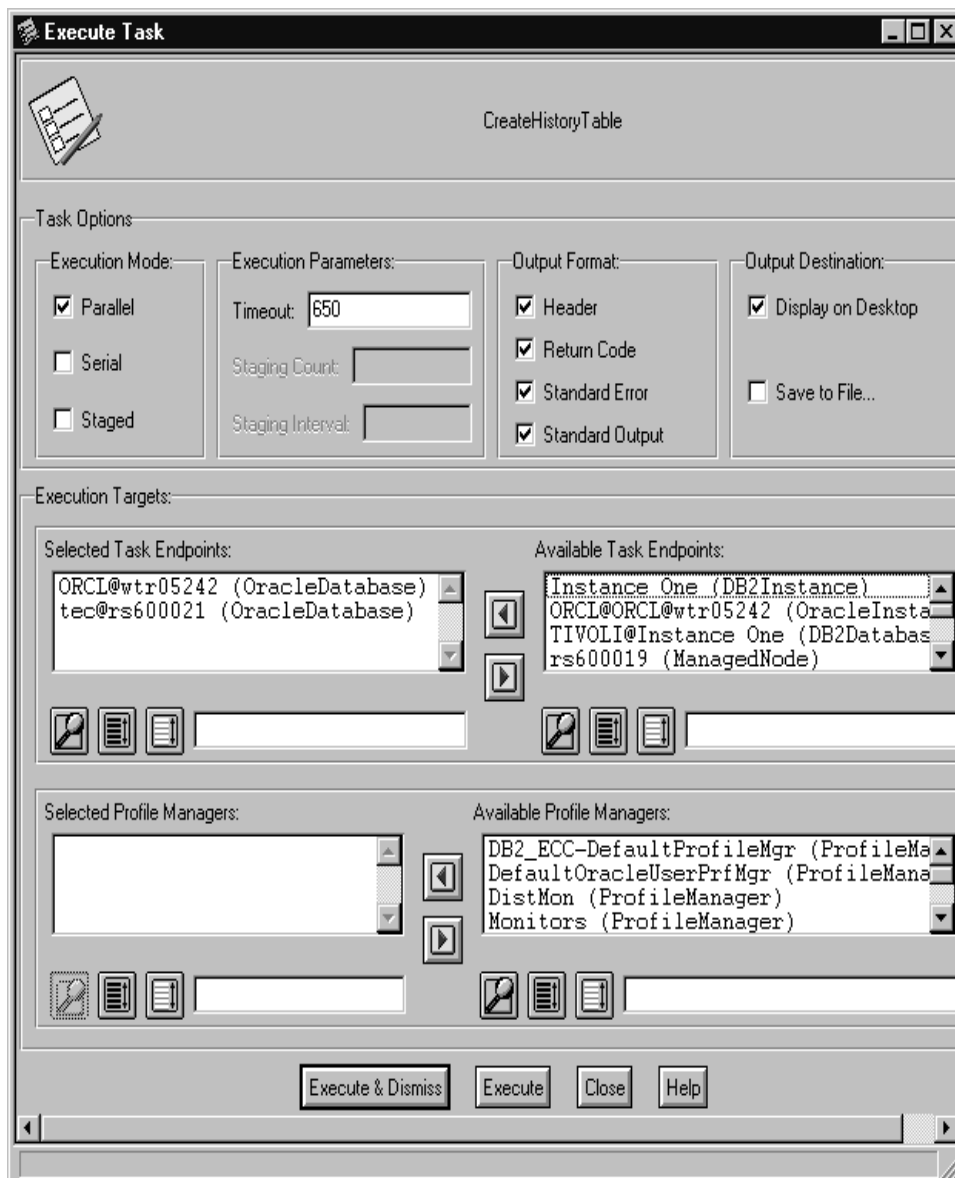 Execute Task
CreateHistoryTable
Task Options
Execution Mode:
Parallel
Serial
Staged
Execution Parameters:
Timeout: 650
Staging Count:
Staging Interval:
Output Format:
Header
Return Code
Standard Error
Standard Output
Output Destination:
Display on Desktop
Save to File...
Execution Targets:
Selected Task Endpoints:
ORCL@wtr05242 (OracleDatabase)
tec@rs600021 (OracleDatabase)
Available Task Endpoints:
Instance One (DB2Instance)
ORCL@ORCL@wtr05242 (OracleInsta
TIVOLI@Instance One (DB2Databas
rs600019 (ManagedNode)
Selected Profile Managers:
Available Profile Managers:
DB2_ECC-DefaultProfileMgr (ProfileMa
DefaultOracleUserPrfMgr (ProfileMana
DistMon (ProfileManager)
Monitors (ProfileManager)
Execute & Dismiss
Execute
Close
Help